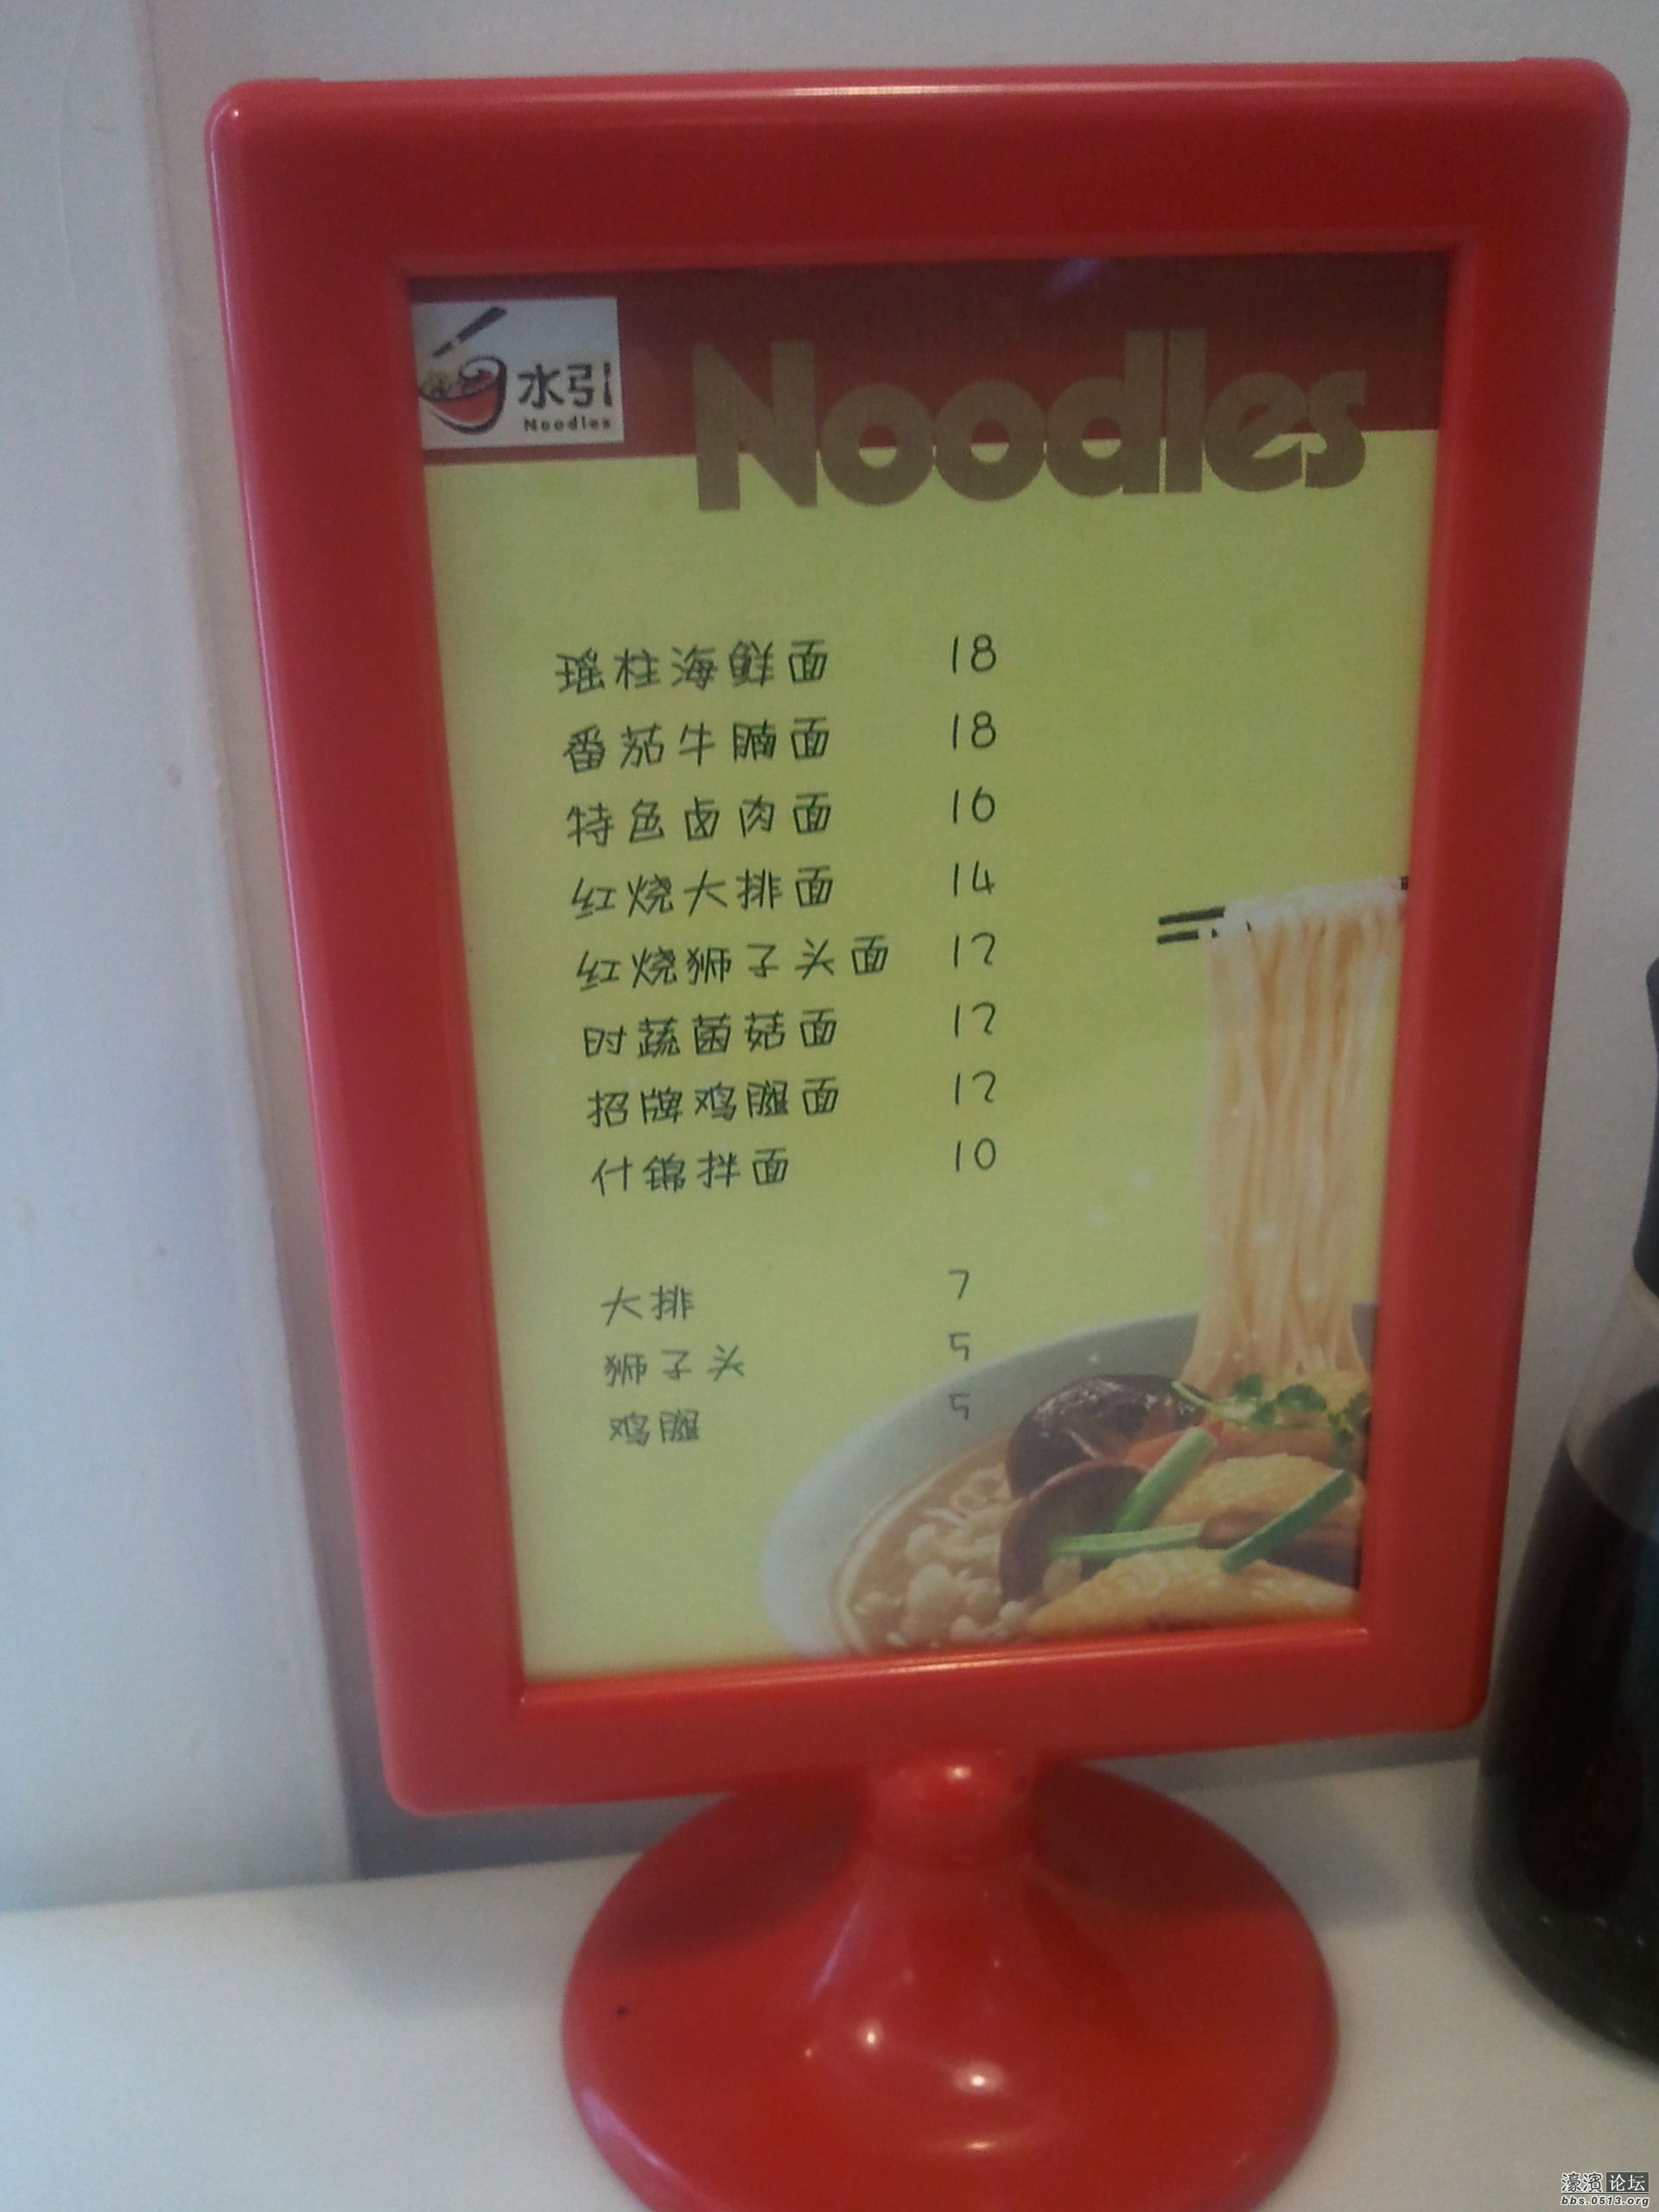 水引
Noodles
Noodles
瑶柱海鲜面 18
番茄牛腩面 18
特色卤肉面 16
红烧大排面 14
红烧狮子头面 12
时蔬菌菇面 12
招牌鸡腿面 12
什锦拌面 10
大排 7
狮子头 5
鸡腿 5
濠滨论坛
bbs.0513.org